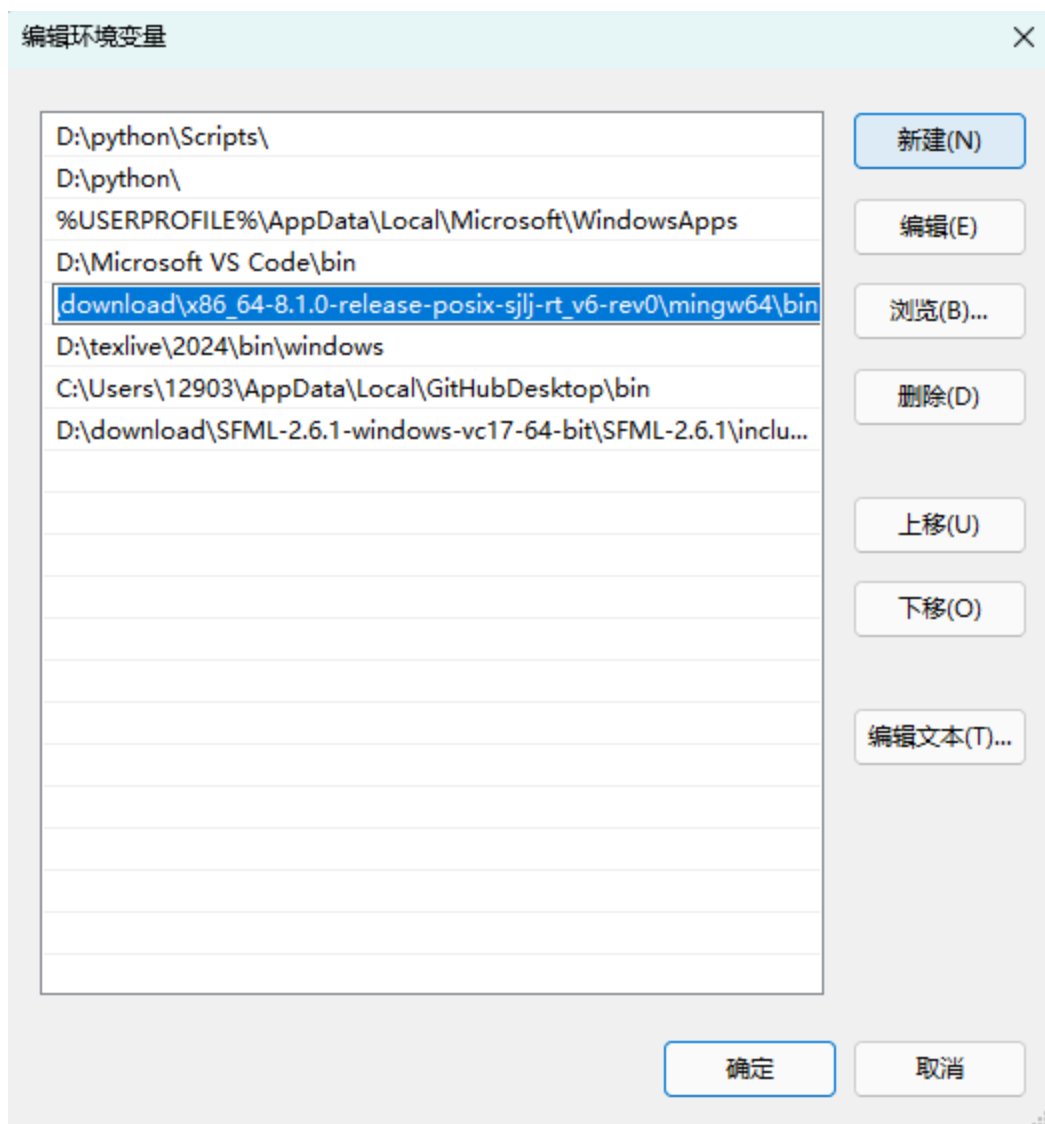 编辑环境变量
D:\python\Scripts\
D:\python\
%USERPROFILE%\AppData\Local\Microsoft\WindowsApps
D:\Microsoft VS Code\bin
download\x86_64-8.1.0-release-posix-sjlj-rt_v6-rev0\mingw64\bin
D:\texlive\2024\bin\windows
C:\Users\12903\AppData\Local\GitHubDesktop\bin
D:\download\SFML-2.6.1-windows-vc17-64-bit\SFML-2.6.1\inclu...
新建(N)
编辑(E)
浏览(B)...
删除(D)
上移(U)
下移(O)
编辑文本(T)...
确定
取消